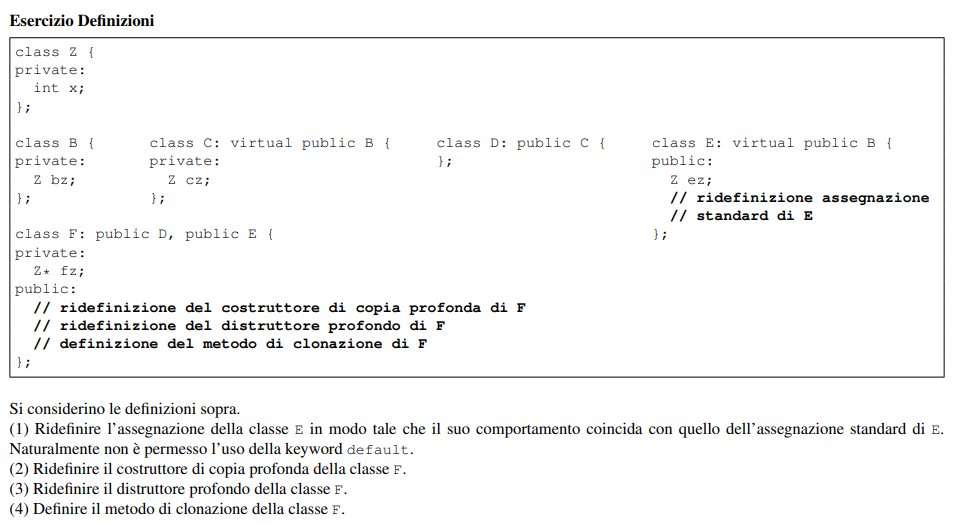 Esercizio Definizioni
class Z {
private:
  int x;
};
class B {      class C: virtual public B {      class D: public C {      class E: virtual public B {
private:       private:                         };                       public:
  Z bz;          Z cz;                                                     Z ez;
};             };                                                          // ridefinizione assegnazione
                                                                           // standard di E
class F: public D, public E {                                            };
private:
  Z* fz;
public:
  // ridefinizione del costruttore di copia profonda di F
  // ridefinizione del distruttore profondo di F
  // definizione del metodo di clonazione di F
};
Si considerino le definizioni sopra.
(1) Ridefinire l'assegnazione della classe E in modo tale che il suo comportamento coincida con quello dell'assegnazione standard di E.
Naturalmente non è permesso l'uso della keyword default.
(2) Ridefinire il costruttore di copia profonda della classe F.
(3) Ridefinire il distruttore profondo della classe F.
(4) Definire il metodo di clonazione della classe F.